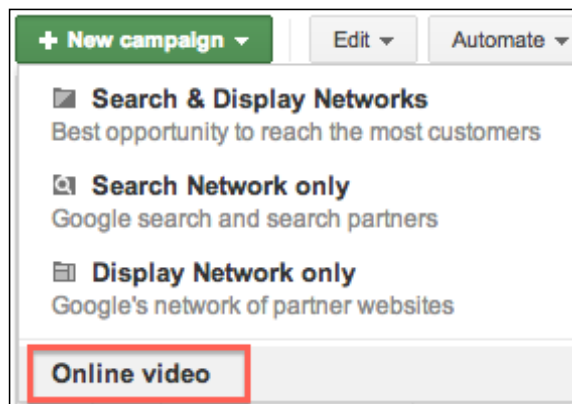 + New campaign Edit Automate
Search & Display Networks
Best opportunity to reach the most customers
Search Network only
Google search and search partners
Display Network only
Google's network of partner websites
Online video